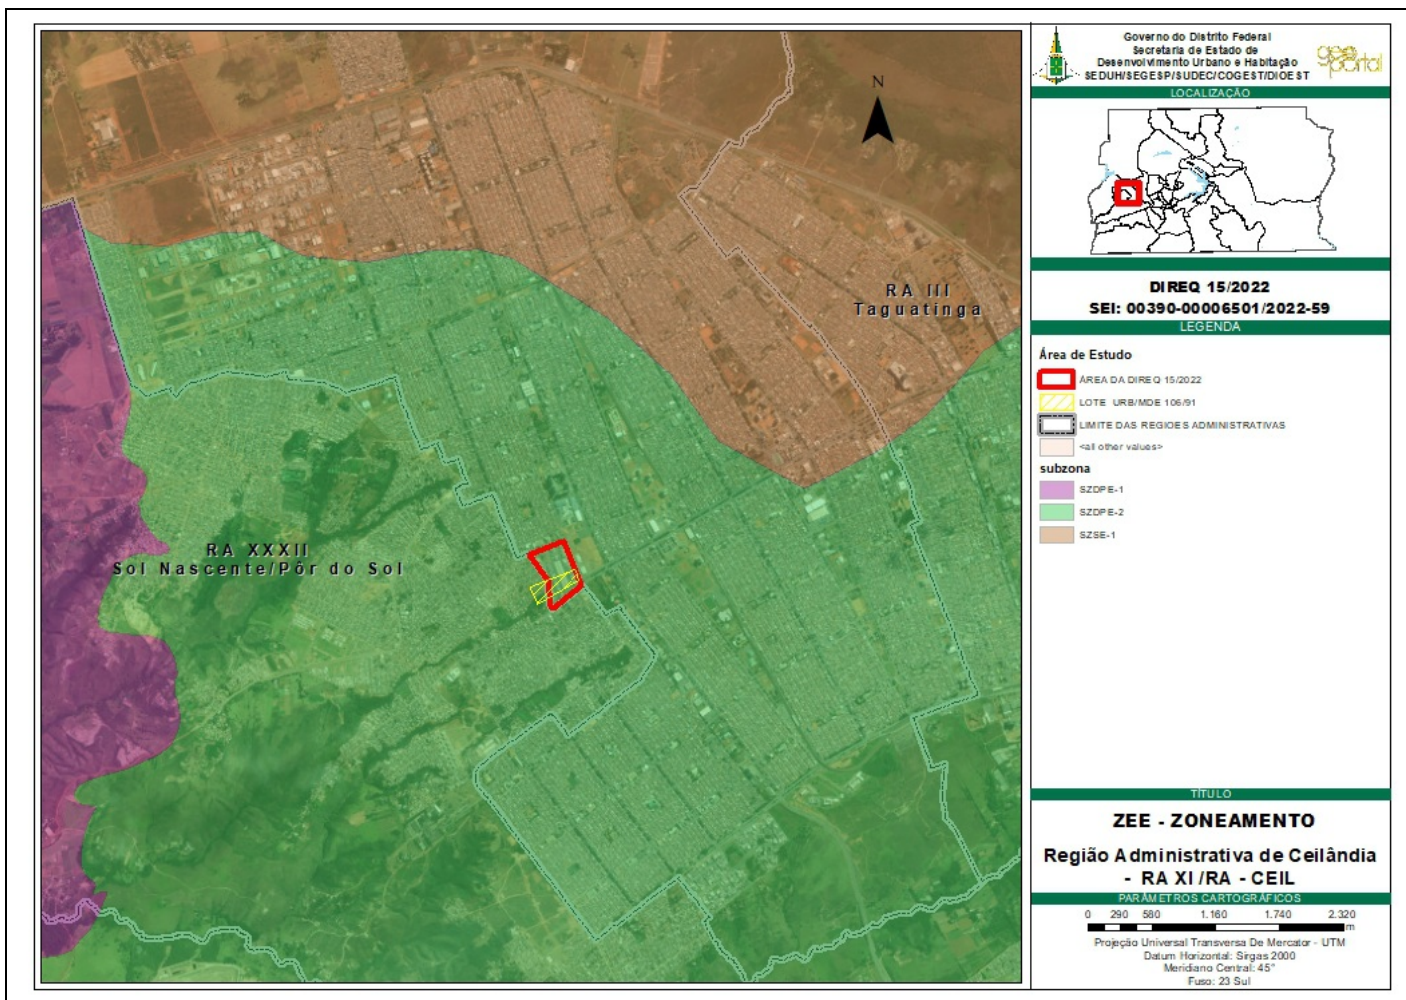 N
RA III
Taguatinga
RA XXXII
Sol Nascente/Pôr do Sol
Governo do Distrito Federal
Secretaria de Estado de
Desenvolvimento Urbano e Habitação
SEDUH/SEGESP/SUDEC/COGEST/DIOEST
geo
portal
LOCALIZAÇÃO
DIREQ 15/2022
SEI: 00390-00006501/2022-59
LEGENDA
Área de Estudo
ÁREA DA DIREQ 15/2022
LOTE URB/MDE 106/91
LIMITE DAS REGIOES ADMINISTRATIVAS
<all other values>
subzona
SZDPE-1
SZDPE-2
SZSE-1
TÍTULO
ZEE - ZONEAMENTO
Região Administrativa de Ceilândia
- RA XI /RA - CEIL
PARÂMETROS CARTOGRÁFICOS
0 290 580 1.160 1.740 2.320
m
Projeção Universal Transversa De Mercator - UTM
Datum Horizontal: Sirgas 2000
Meridiano Central: 45°
Fuso: 23 Sul